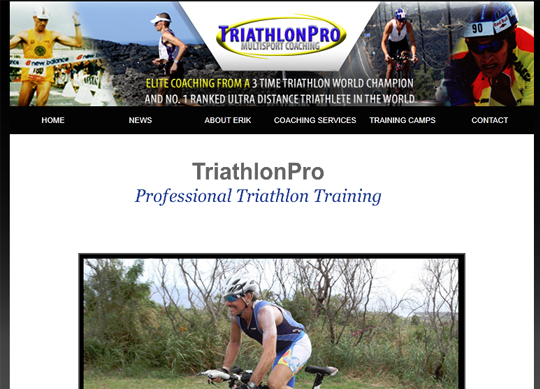 TRIATHLONPRO
MULTISPORT COACHING
new balance
90
ELITE COACHING FROM A 3 TIME TRIATHLON WORLD CHAMPION
AND NO. 1 RANKED ULTRA DISTANCE TRIATHLETE IN THE WORLD
HOME NEWS ABOUT ERIK COACHING SERVICES TRAINING CAMPS CONTACT
TriathlonPro
Professional Triathlon Training